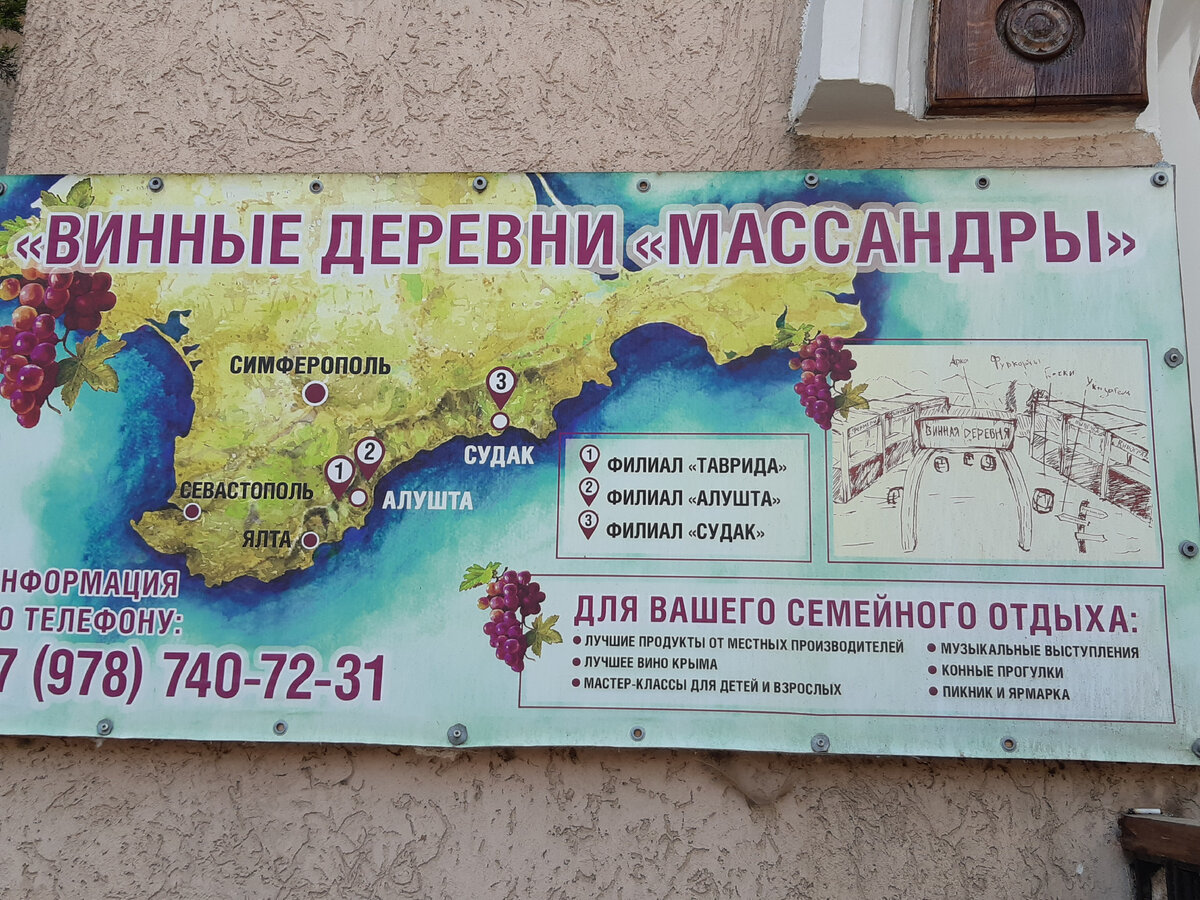 «ВИННЫЕ ДЕРЕВНИ «МАССАНДРЫ»
СИМФЕРОПОЛЬ
3
СУДАК
1
2
СЕВАСТОПОЛЬ
АЛУШТА
ЯЛТА
1 ФИЛИАЛ «ТАВРИДА»
2 ФИЛИАЛ «АЛУШТА»
3 ФИЛИАЛ «СУДАК»
Арка
ВИННАЯ ДЕРЕВНЯ
НФОРМАЦИЯ
О ТЕЛЕФОНУ:
7 (978) 740-72-31
ДЛЯ ВАШЕГО СЕМЕЙНОГО ОТДЫХА:
• ЛУЧШИЕ ПРОДУКТЫ ОТ МЕСТНЫХ ПРОИЗВОДИТЕЛЕЙ
• ЛУЧШЕЕ ВИНО КРЫМА
• МАСТЕР-КЛАССЫ ДЛЯ ДЕТЕЙ И ВЗРОСЛЫХ
• МУЗЫКАЛЬНЫЕ ВЫСТУПЛЕНИЯ
• КОННЫЕ ПРОГУЛКИ
• ПИКНИК И ЯРМАРКА